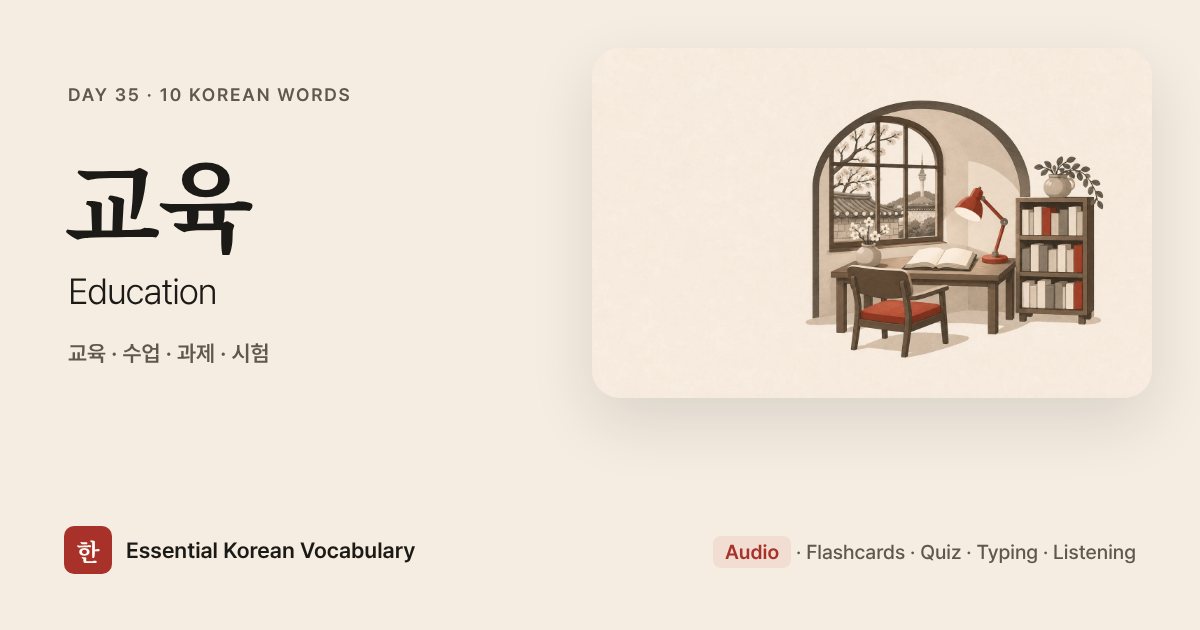 DAY 35 · 10 KOREAN WORDS
교육
Education
교육 · 수업 · 과제 · 시험
한 Essential Korean Vocabulary
Audio · Flashcards · Quiz · Typing · Listening